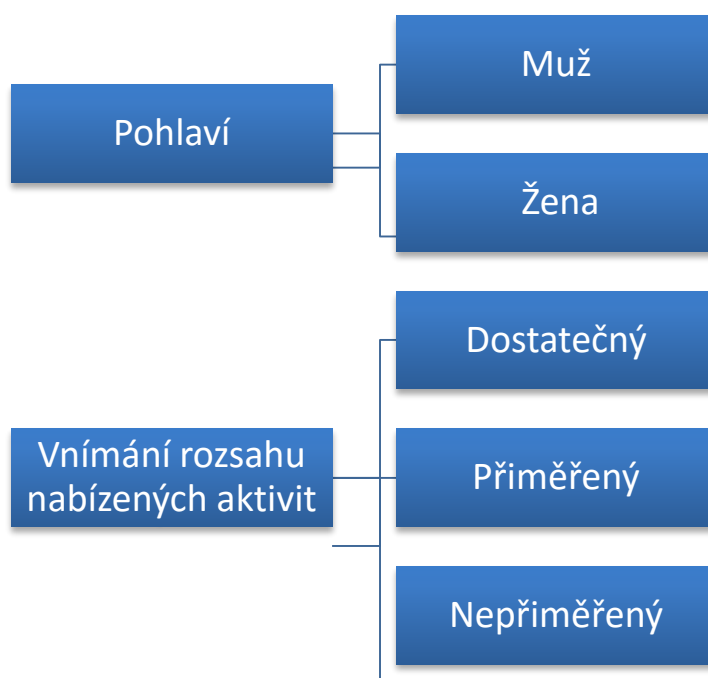 Pohlaví
Muž
Žena
Vnímání rozsahu
nabízených aktivit
Dostatečný
Přiměřený
Nepřiměřený